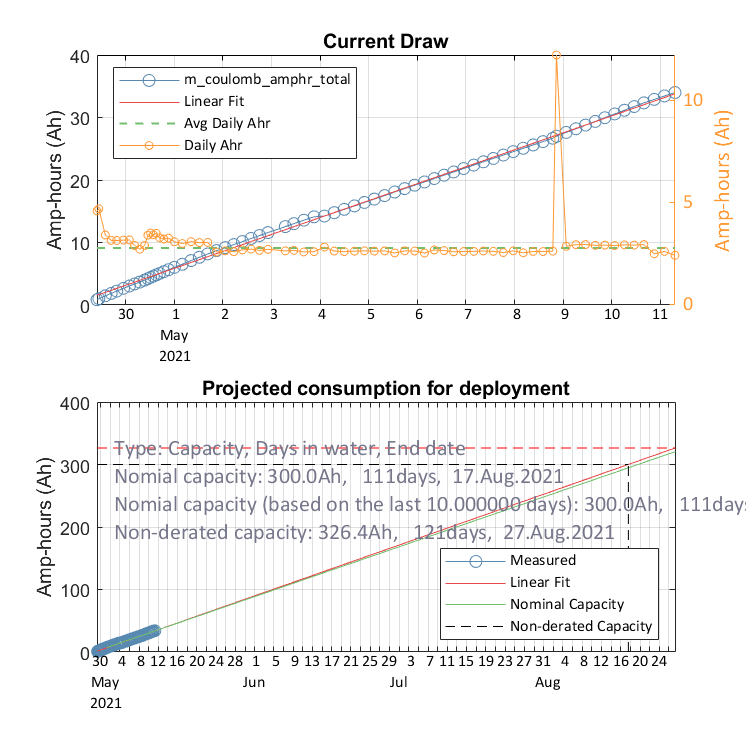 Current Draw
40
30
20
10
0
Amp-hours (Ah)
m_coulomb_amphr_total
Linear Fit
Avg Daily Ahr
Daily Ahr
10
5
0
Amp-hours (Ah)
30 1 2 3 4 5 6 7 8 9 10 11
May
2021
Projected consumption for deployment
400
300
200
100
0
Amp-hours (Ah)
Type: Capacity, Days in water, End date
Nomial capacity: 300.0Ah, 111days, 17.Aug.2021
Nomial capacity (based on the last 10.000000 days): 300.0Ah, 111days
Non-derated capacity: 326.4Ah, 121days, 27.Aug.2021
Measured
Linear Fit
Nominal Capacity
Non-derated Capacity
30 4 8 12 16 20 24 28 1 5 9 13 17 21 25 29 3 7 11 15 19 23 27 31 4 8 12 16 20 24
May Jun Jul Aug
2021